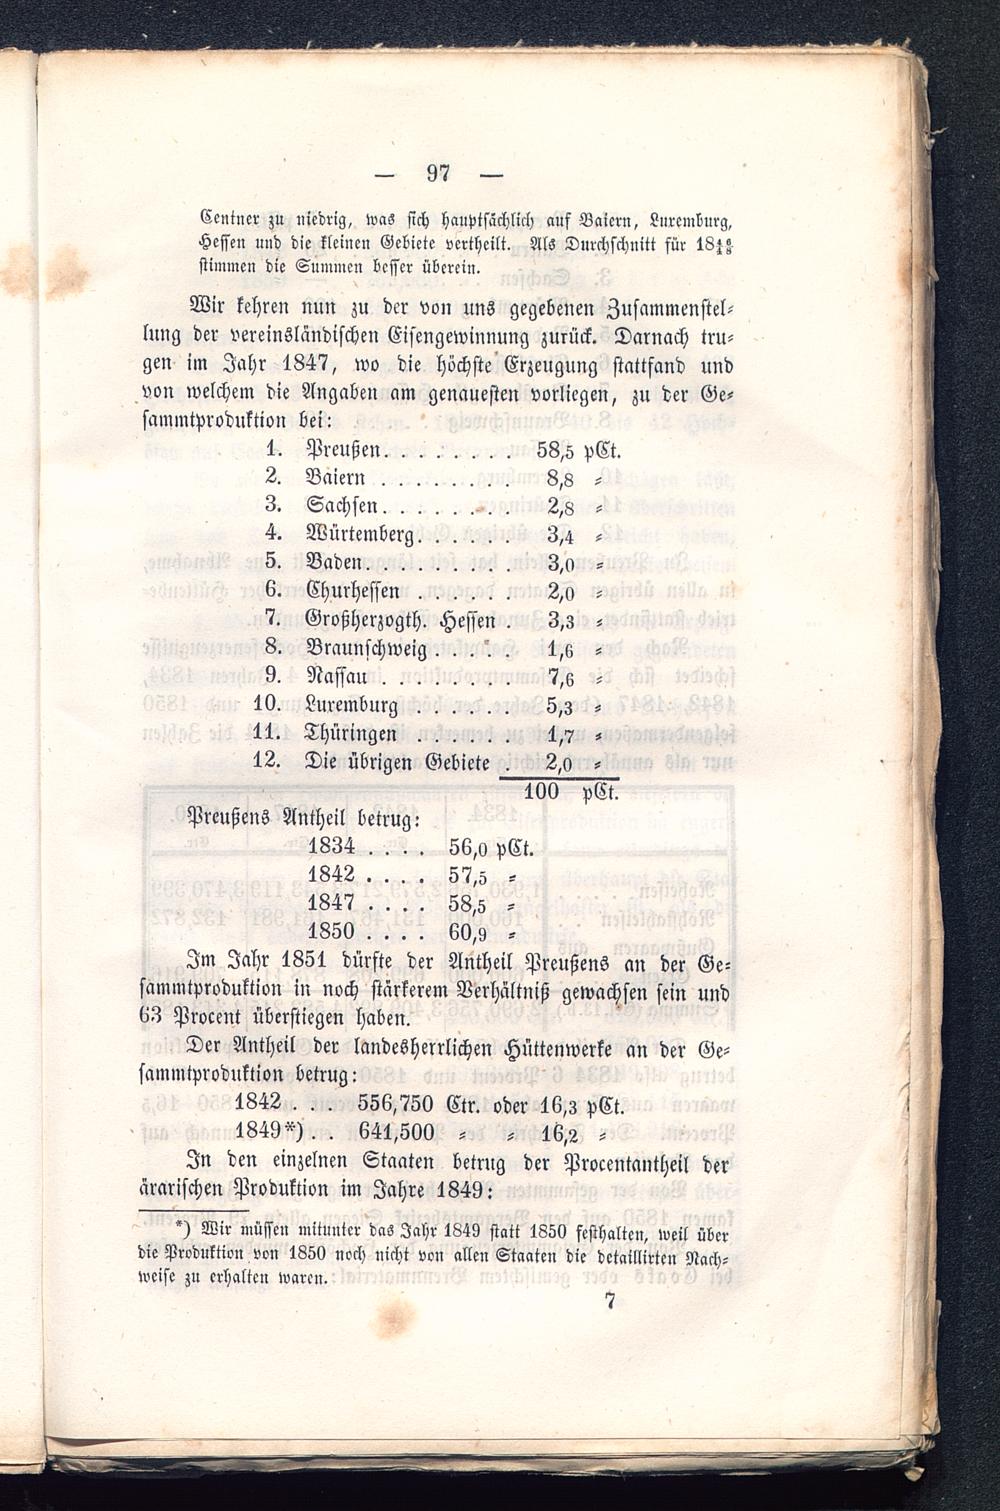 — 97 —
Centner zu niedrig, was sich hauptsächlich auf Baiern, Luxemburg,
Hessen und die kleinen Gebiete vertheilt. Als Durchschnitt für 18
stimmen die Summen besser überein.
Wir kehren nun zu der von uns gegebenen Zusammenstel-
lung der vereinsländischen Eisengewinnung zurück. Darnach tru-
gen im Jahr 1847, wo die höchste Erzeugung stattfand und
von welchem die Angaben am genauesten vorliegen, zu der Ge-
sammtproduktion bei:
1. Preußen. . . . . . . . 58,5 pCt.
2. Baiern . . . . . . . . . 8,8 "
3. Sachsen. . . . . . . . 2,8 "
4. Würtemberg. . . . . . 3,4 "
5. Baden. . . . . . . . . 3,0 "
6. Churhessen . . . . . . 2,0 "
7. Großherzogth. Hessen . 3,3 "
8. Braunschweig . . . . . 1,6 "
9. Nassau . . . . . . . . 7,6 "
10. Luxemburg . . . . . . 5,3 "
11. Thüringen . . . . . . 1,7 "
12. Die übrigen Gebiete . 2,0 "
100 pCt.
Preußens Antheil betrug:
1834 . . . . 56,0 pCt.
1842 . . . . 57,5 "
1847 . . . . 58,5 "
1850 . . . . 60,9 "
Im Jahr 1851 dürfte der Antheil Preußens an der Ge-
sammtproduktion in noch stärkerem Verhältniß gewachsen sein und
63 Procent überstiegen haben.
Der Antheil der landesherrlichen Hüttenwerke an der Ge-
sammtproduktion betrug:
1842 . . . 556,750 Ctr. oder 16,3 pCt.
1849*) . . 641,500 " " 16,2 "
In den einzelnen Staaten betrug der Procentantheil der
ärarischen Produktion im Jahre 1849:
*) Wir müssen mitunter das Jahr 1849 statt 1850 festhalten, weil über
die Produktion von 1850 noch nicht von allen Staaten die detaillirten Nach-
weise zu erhalten waren.
7